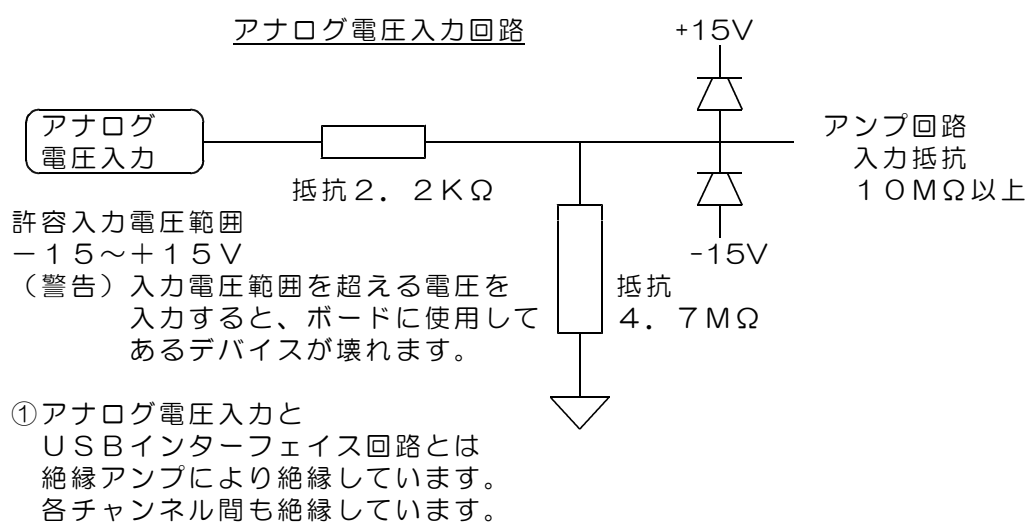 アナログ電圧入力回路
+15V
アナログ
電圧入力
アンプ回路
入力抵抗
１０ＭΩ以上
抵抗２．２ＫΩ
許容入力電圧範囲
－１５～＋１５Ｖ
-15V
（警告）入力電圧範囲を超える電圧を
入力すると、ボードに使用して
あるデバイスが壊れます。
抵抗
４．７ＭΩ
①アナログ電圧入力と
ＵＳＢインターフェイス回路とは
絶縁アンプにより絶縁しています。
各チャンネル間も絶縁しています。